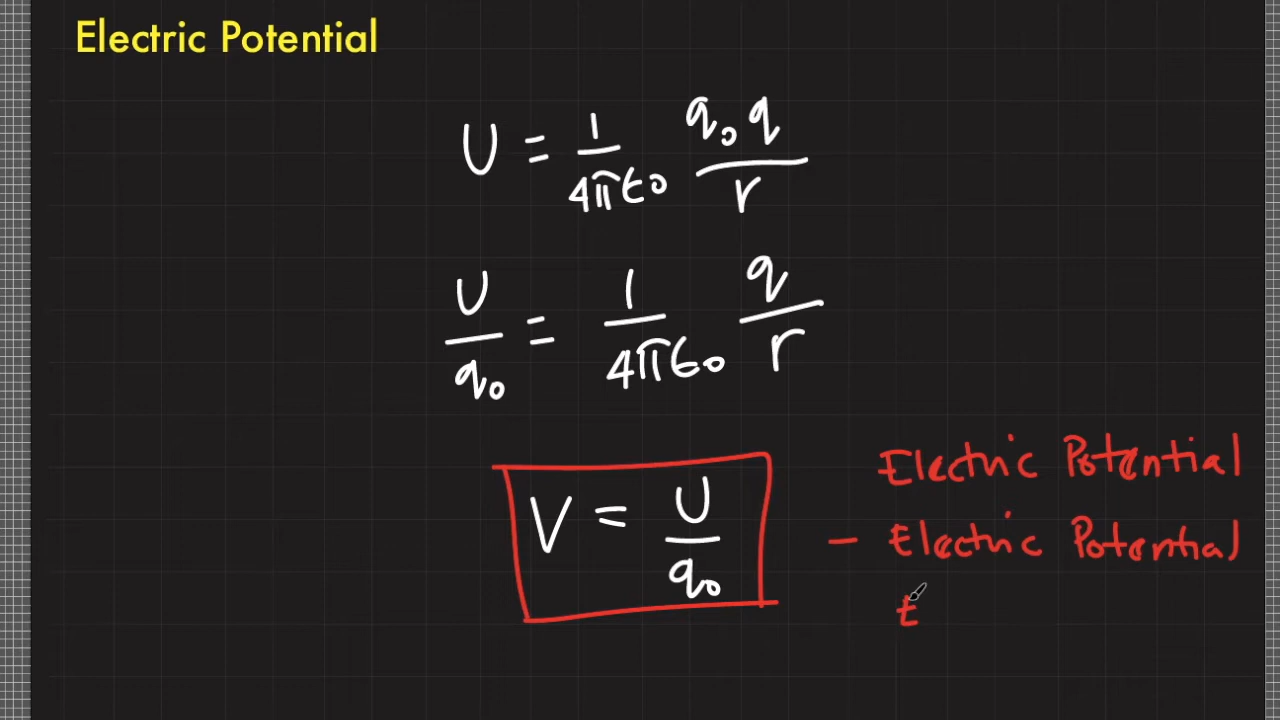 Electric Potential
U = 1/4πϵ₀ q₀q/r
U/q₀ = 1/4πϵ₀ q/r
V = U/q₀
Electric Potential
- Electric Potential
E